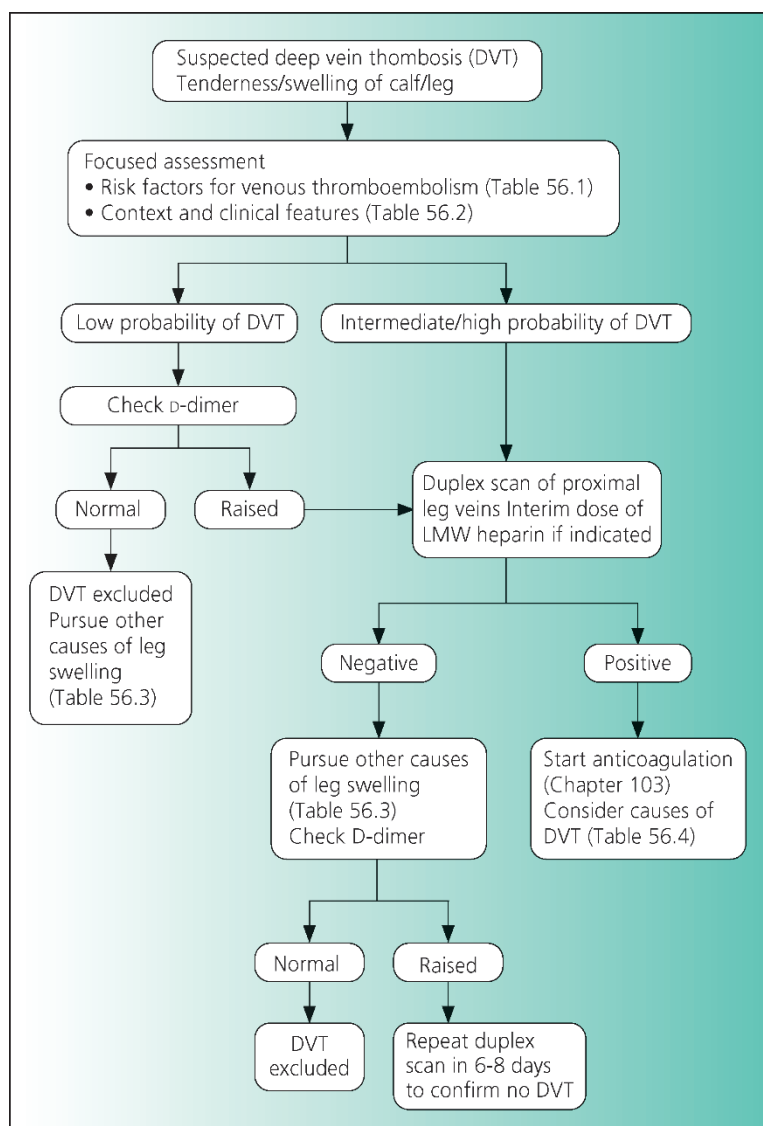 Suspected deep vein thombosis (DVT)
Tenderness/swelling of calf/leg
Focused assessment
• Risk factors for venous thromboembolism (Table 56.1)
• Context and clinical features (Table 56.2)
Low probability of DVT
Intermediate/high probability of DVT
Check D-dimer
Normal
Raised
Duplex scan of proximal
leg veins Interim dose of
LMW heparin if indicated
DVT excluded
Pursue other
causes of leg
swelling
(Table 56.3)
Negative
Positive
Pursue other causes
of leg swelling
(Table 56.3)
Check D-dimer
Start anticoagulation
(Chapter 103)
Consider causes of
DVT (Table 56.4)
Normal
Raised
DVT
excluded
Repeat duplex
scan in 6-8 days
to confirm no DVT